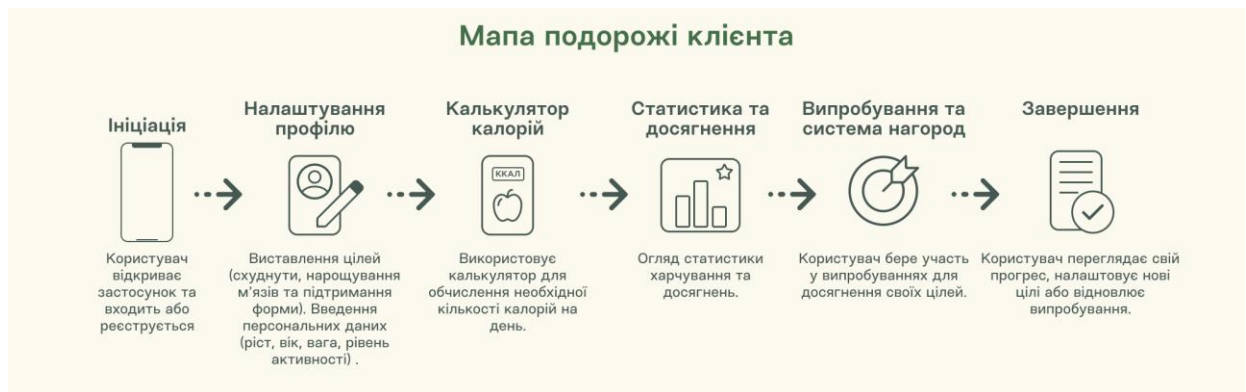 Мапа подорожі клієнта
Ініціація
Користувач
відкриває
застосунок та
входить або
реєструється
Налаштування
профілю
Виставлення цілей
(схуднути, нарощування
м’язів та підтримання
форми). Введення
персональних даних
(ріст, вік, вага, рівень
активності) .
Калькулятор
калорій
ККАЛ
Використовує
калькулятор для
обчислення необхідної
кількості калорій на
день.
Статистика та
досягнення
Огляд статистики
харчування та
досягнень.
Випробування та
система нагород
Користувач бере участь
у випробуваннях для
досягнення своїх цілей.
Завершення
Користувач переглядає свій
прогрес, налаштовує нові
цілі або відновлює
випробування.